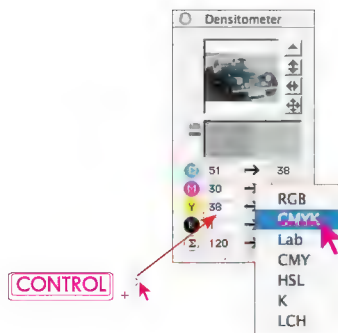 Densitometer
C 51 → 38
M 30
Y 38
K
Σ 120
RGB
CMYK
Lab
CMY
HSL
K
LCH
CONTROL +